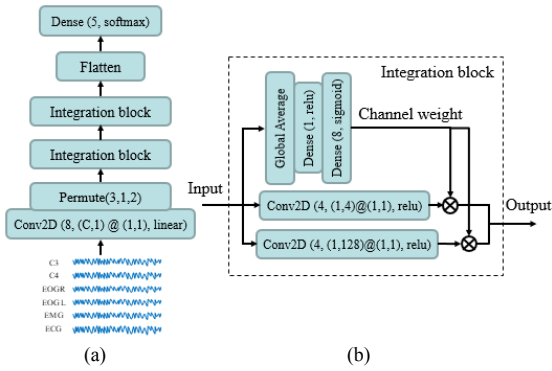 Dense (5, softmax)
Flatten
Integration block
Integration block
Permute(3,1,2)
Conv2D (8, (C,1) @ (1,1), linear)
C3
C4
EOGR
EOGL
EMG
ECG
(a)
Integration block
Global Average
Dense (1, relu)
Dense (8, sigmoid)
Channel weight
Input
Conv2D (4, (1,4)@(1,1), relu)
Output
Conv2D (4, (1,128)@(1,1), relu)
(b)